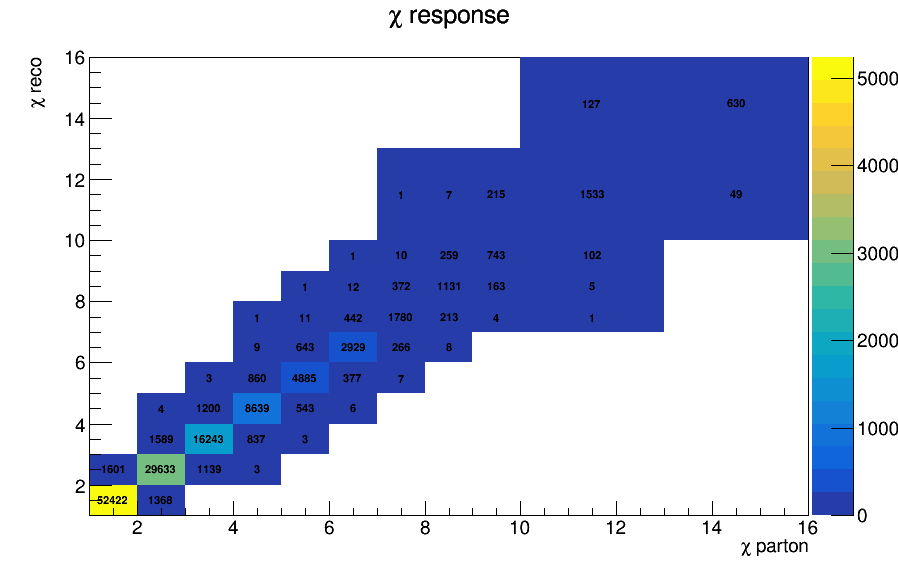 χ response
χ reco
16
14
12
10
8
6
4
2
127 630
1 7 215 1533 49
1 10 259 743 102
1 12 372 1131 163 5
1 11 442 1780 213 4 1
9 643 2929 266 8
3 860 4885 377 7
4 1200 8639 543 6
1589 16243 837 3
1601 29633 1139 3
52422 1368
2 4 6 8 10 12 14 16
χ parton
5000
4000
3000
2000
1000
0